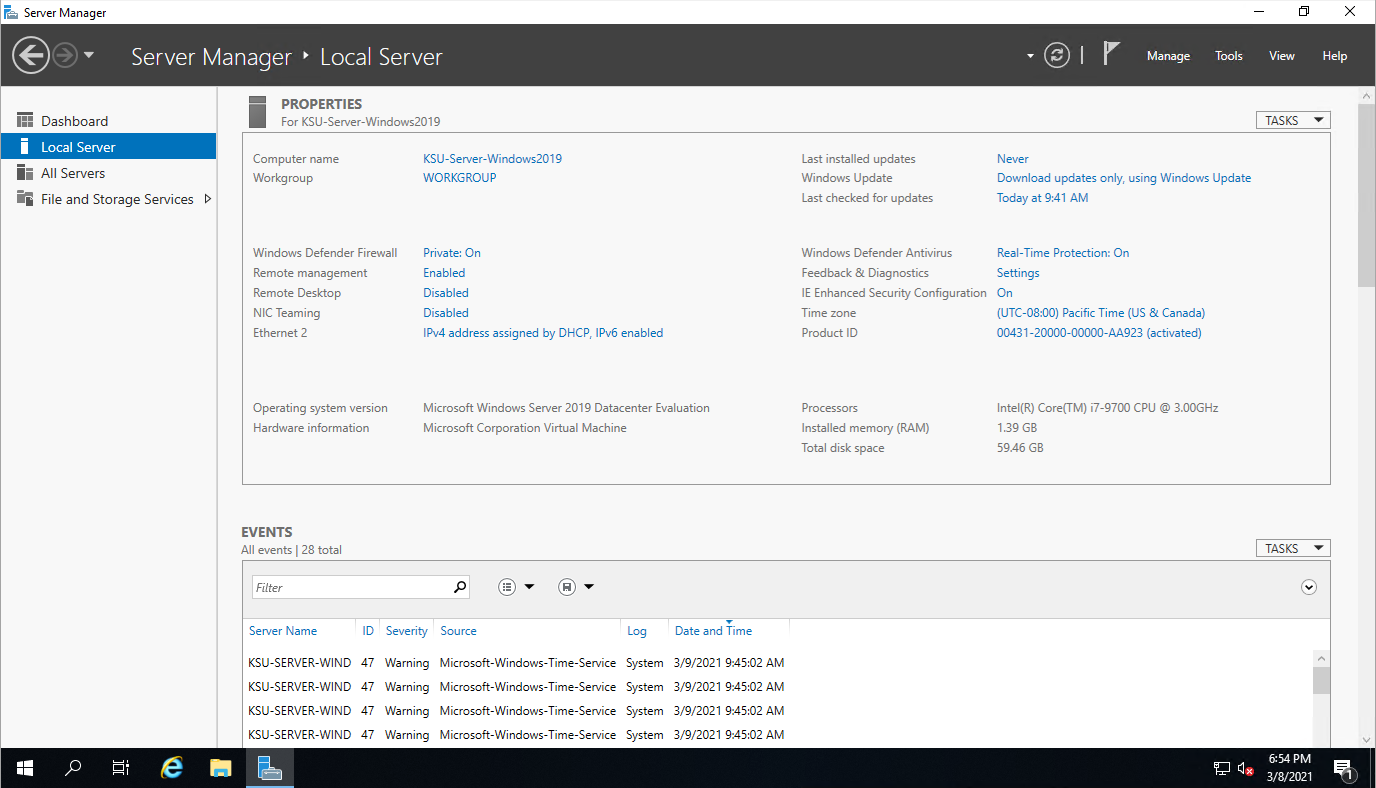 Server Manager
Server Manager ‣ Local Server
Manage Tools View Help
Dashboard
Local Server
All Servers
File and Storage Services
PROPERTIES
For KSU-Server-Windows2019
TASKS
Computer name KSU-Server-Windows2019
Workgroup WORKGROUP
Last installed updates Never
Windows Update Download updates only, using Windows Update
Last checked for updates Today at 9:41 AM
Windows Defender Firewall Private: On
Remote management Enabled
Remote Desktop Disabled
NIC Teaming Disabled
Ethernet 2 IPv4 address assigned by DHCP, IPv6 enabled
Windows Defender Antivirus Real-Time Protection: On
Feedback & Diagnostics Settings
IE Enhanced Security Configuration On
Time zone (UTC-08:00) Pacific Time (US & Canada)
Product ID 00431-20000-00000-AA923 (activated)
Operating system version Microsoft Windows Server 2019 Datacenter Evaluation
Hardware information Microsoft Corporation Virtual Machine
Processors Intel(R) Core(TM) i7-9700 CPU @ 3.00GHz
Installed memory (RAM) 1.39 GB
Total disk space 59.46 GB
EVENTS
All events | 28 total
TASKS
Filter
Server Name ID Severity Source Log Date and Time
KSU-SERVER-WIND 47 Warning Microsoft-Windows-Time-Service System 3/9/2021 9:45:02 AM
KSU-SERVER-WIND 47 Warning Microsoft-Windows-Time-Service System 3/9/2021 9:45:02 AM
KSU-SERVER-WIND 47 Warning Microsoft-Windows-Time-Service System 3/9/2021 9:45:02 AM
KSU-SERVER-WIND 47 Warning Microsoft-Windows-Time-Service System 3/9/2021 9:45:02 AM
6:54 PM
3/8/2021
1